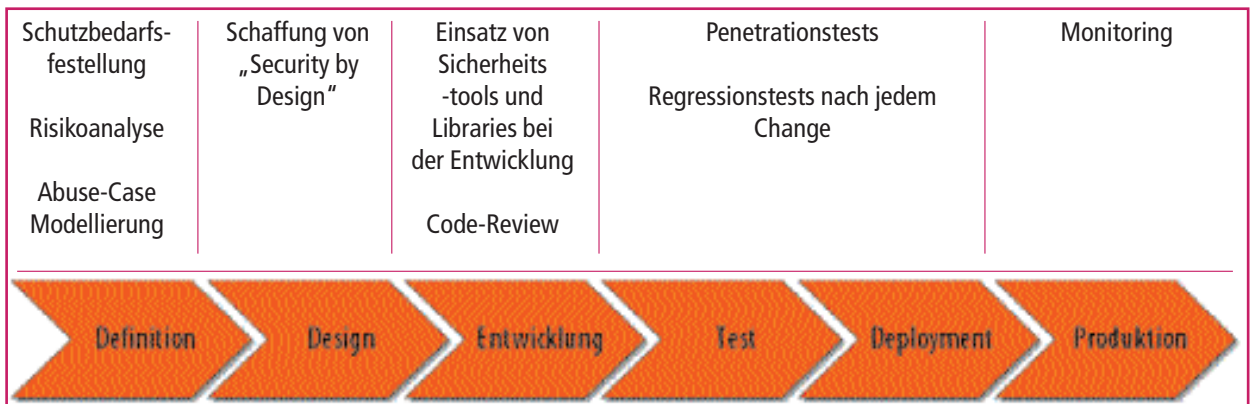 Schutzbedarfs-
festellung
Risikoanalyse
Abuse-Case
Modellierung
Schaffung von
„Security by
Design“
Einsatz von
Sicherheits
-tools und
Libraries bei
der Entwicklung
Code-Review
Penetrationstests
Regressionstests nach jedem
Change
Monitoring
Definition
Design
Entwicklung
Test
Deployment
Produktion